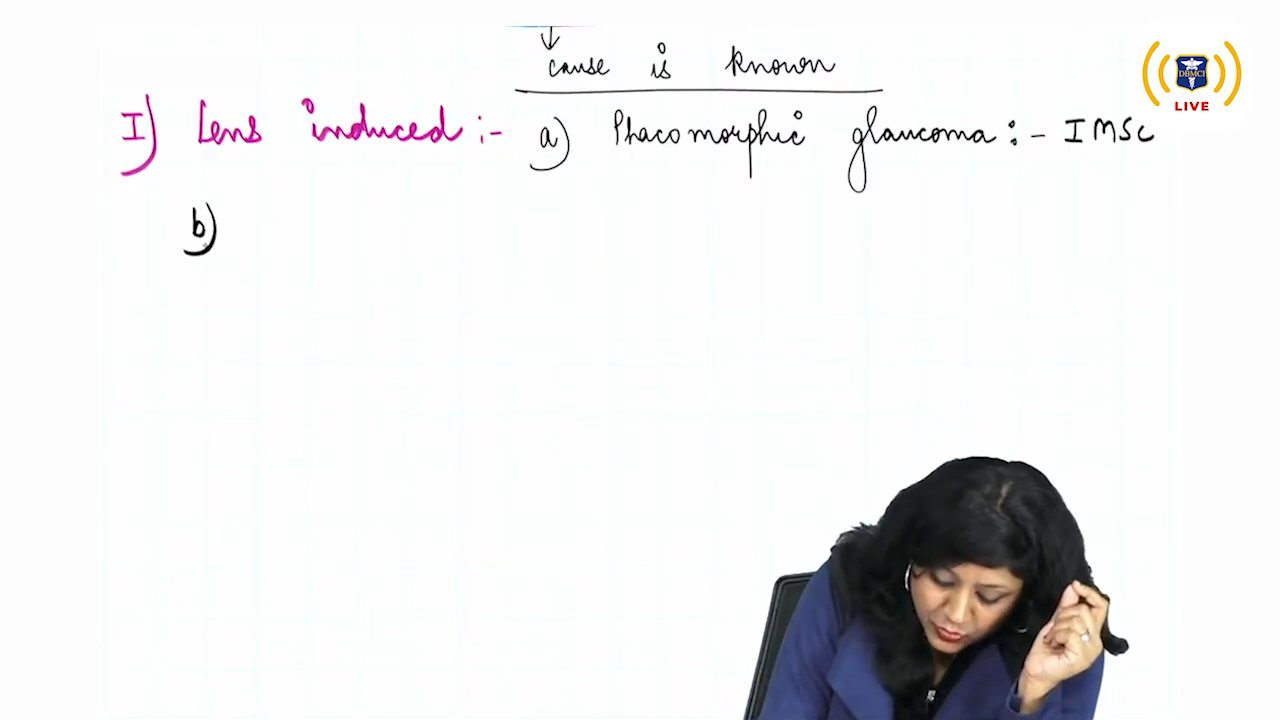 cause is known
I) Lens induced :- a) Phacomorphic glaucoma :- IMSC
b)
DBMCI
LIVE